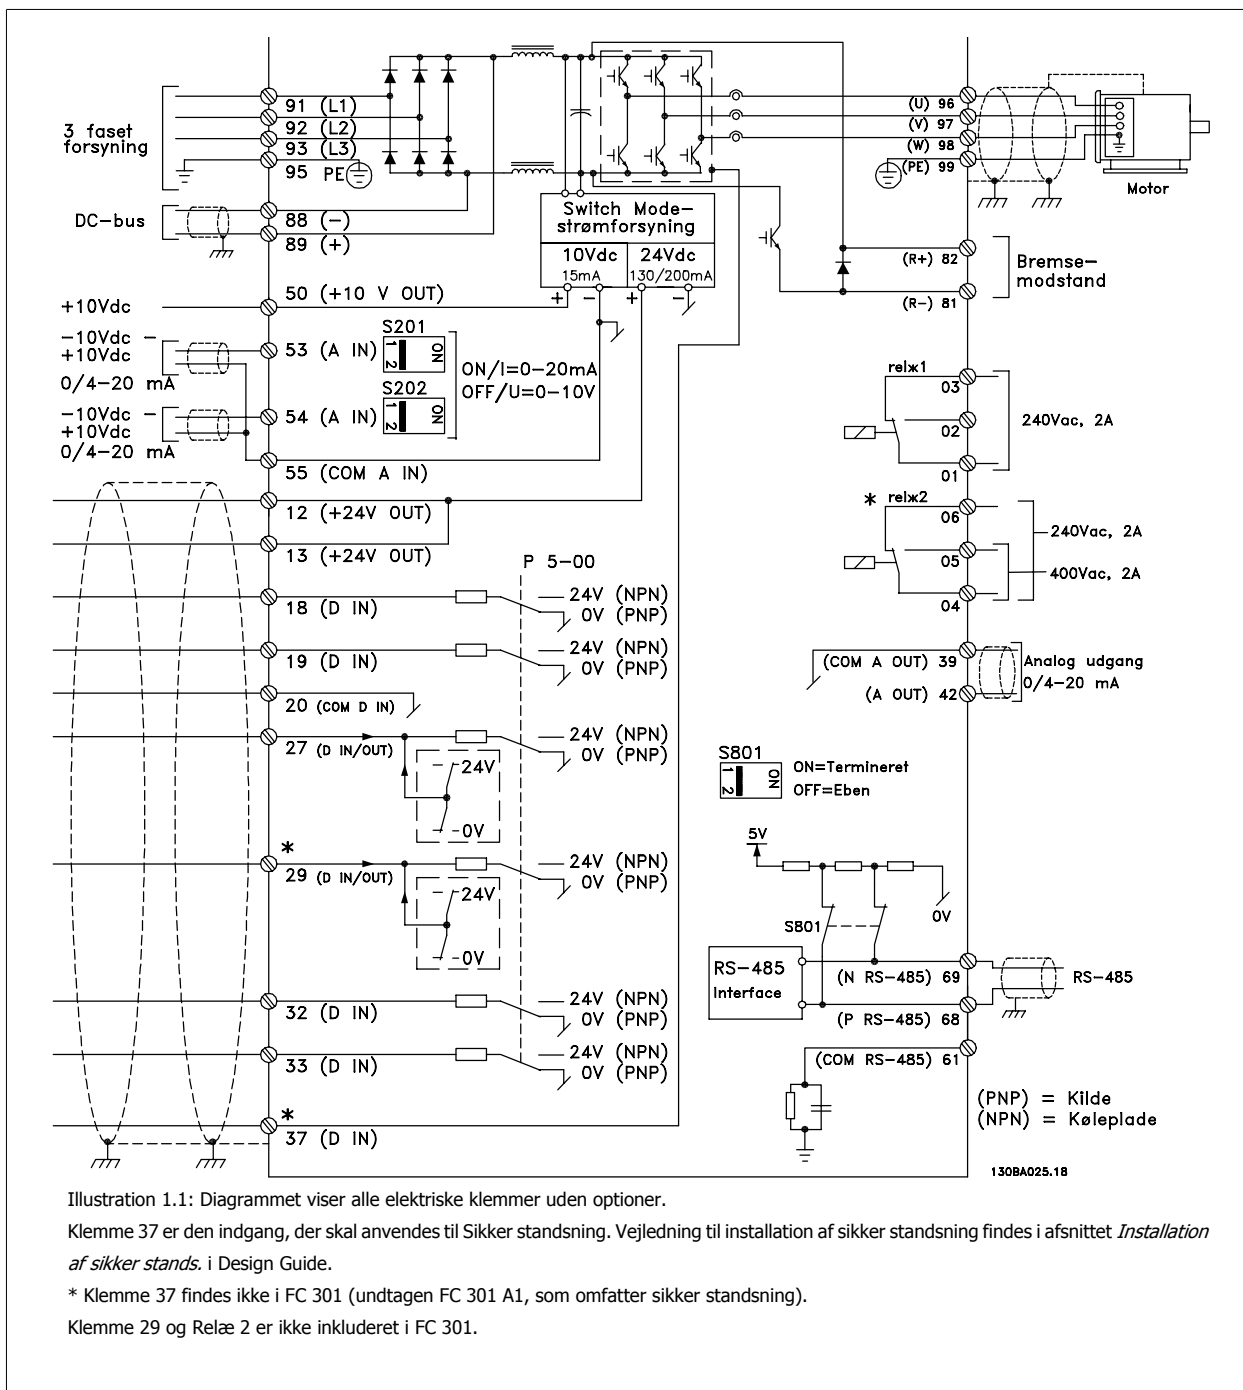 3 faset
forsyning
91 (L1)
92 (L2)
93 (L3)
95 PE
DC-bus
88 (−)
89 (+)
Switch Mode-
strømforsyning
10Vdc
15mA
24Vdc
130/200mA
+ − + −
(U) 96
(V) 97
(W) 98
(PE) 99
Motor
(R+) 82
(R−) 81
Bremse-
modstand
+10Vdc
50 (+10 V OUT)
−10Vdc −
+10Vdc
0/4−20 mA
53 (A IN)
S201
ON
1 2
−10Vdc −
+10Vdc
0/4−20 mA
54 (A IN)
S202
ON
1 2
ON/I=0−20mA
OFF/U=0−10V
55 (COM A IN)
12 (+24V OUT)
13 (+24V OUT)
P 5-00
18 (D IN)
24V (NPN)
0V (PNP)
19 (D IN)
24V (NPN)
0V (PNP)
20 (COM D IN)
27 (D IN/OUT)
24V (NPN)
0V (PNP)
24V
0V
*
29 (D IN/OUT)
24V (NPN)
0V (PNP)
24V
0V
32 (D IN)
24V (NPN)
0V (PNP)
33 (D IN)
24V (NPN)
0V (PNP)
*
37 (D IN)
relж1
03
02
01
240Vac, 2A
* relж2
06
05
04
240Vac, 2A
400Vac, 2A
(COM A OUT) 39
(A OUT) 42
Analog udgang
0/4−20 mA
S801
ON
1 2
ON=Termineret
OFF=Eben
5V
S801
0V
RS-485
Interface
(N RS-485) 69
(P RS-485) 68
RS-485
(COM RS-485) 61
(PNP) = Kilde
(NPN) = Køleplade
130BA025.18
Illustration 1.1: Diagrammet viser alle elektriske klemmer uden optioner.
Klemme 37 er den indgang, der skal anvendes til Sikker standsning. Vejledning til installation af sikker standsning findes i afsnittet Installation
af sikker stands. i Design Guide.
* Klemme 37 findes ikke i FC 301 (undtagen FC 301 A1, som omfatter sikker standsning).
Klemme 29 og Relæ 2 er ikke inkluderet i FC 301.